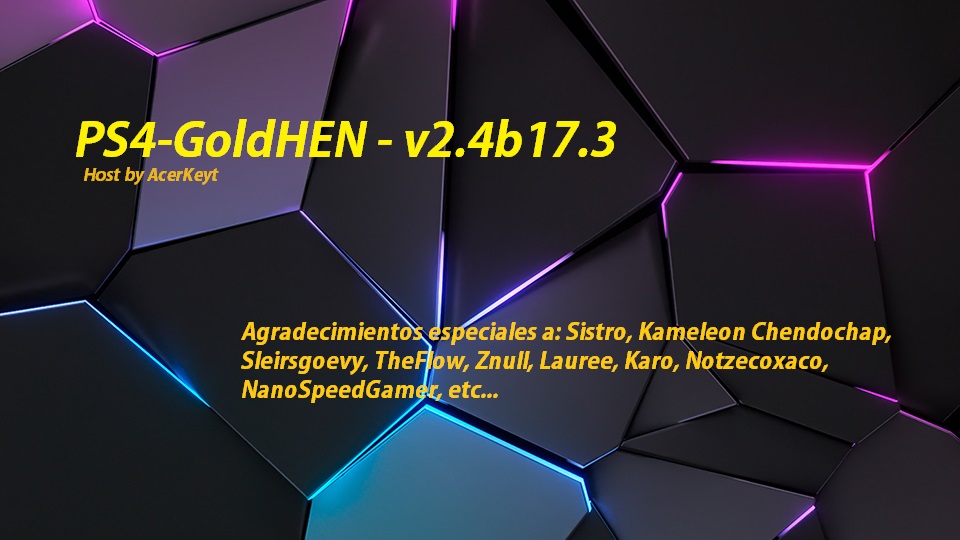 PS4-GoldHEN - v2.4b17.3
Host by AcerKeyt
Agradecimientos especiales a: Sistro, Kameleon Chendochap,
Sleirsgoevy, TheFlow, Znull, Lauree, Karo, Notzecoxaco,
NanoSpeedGamer, etc...